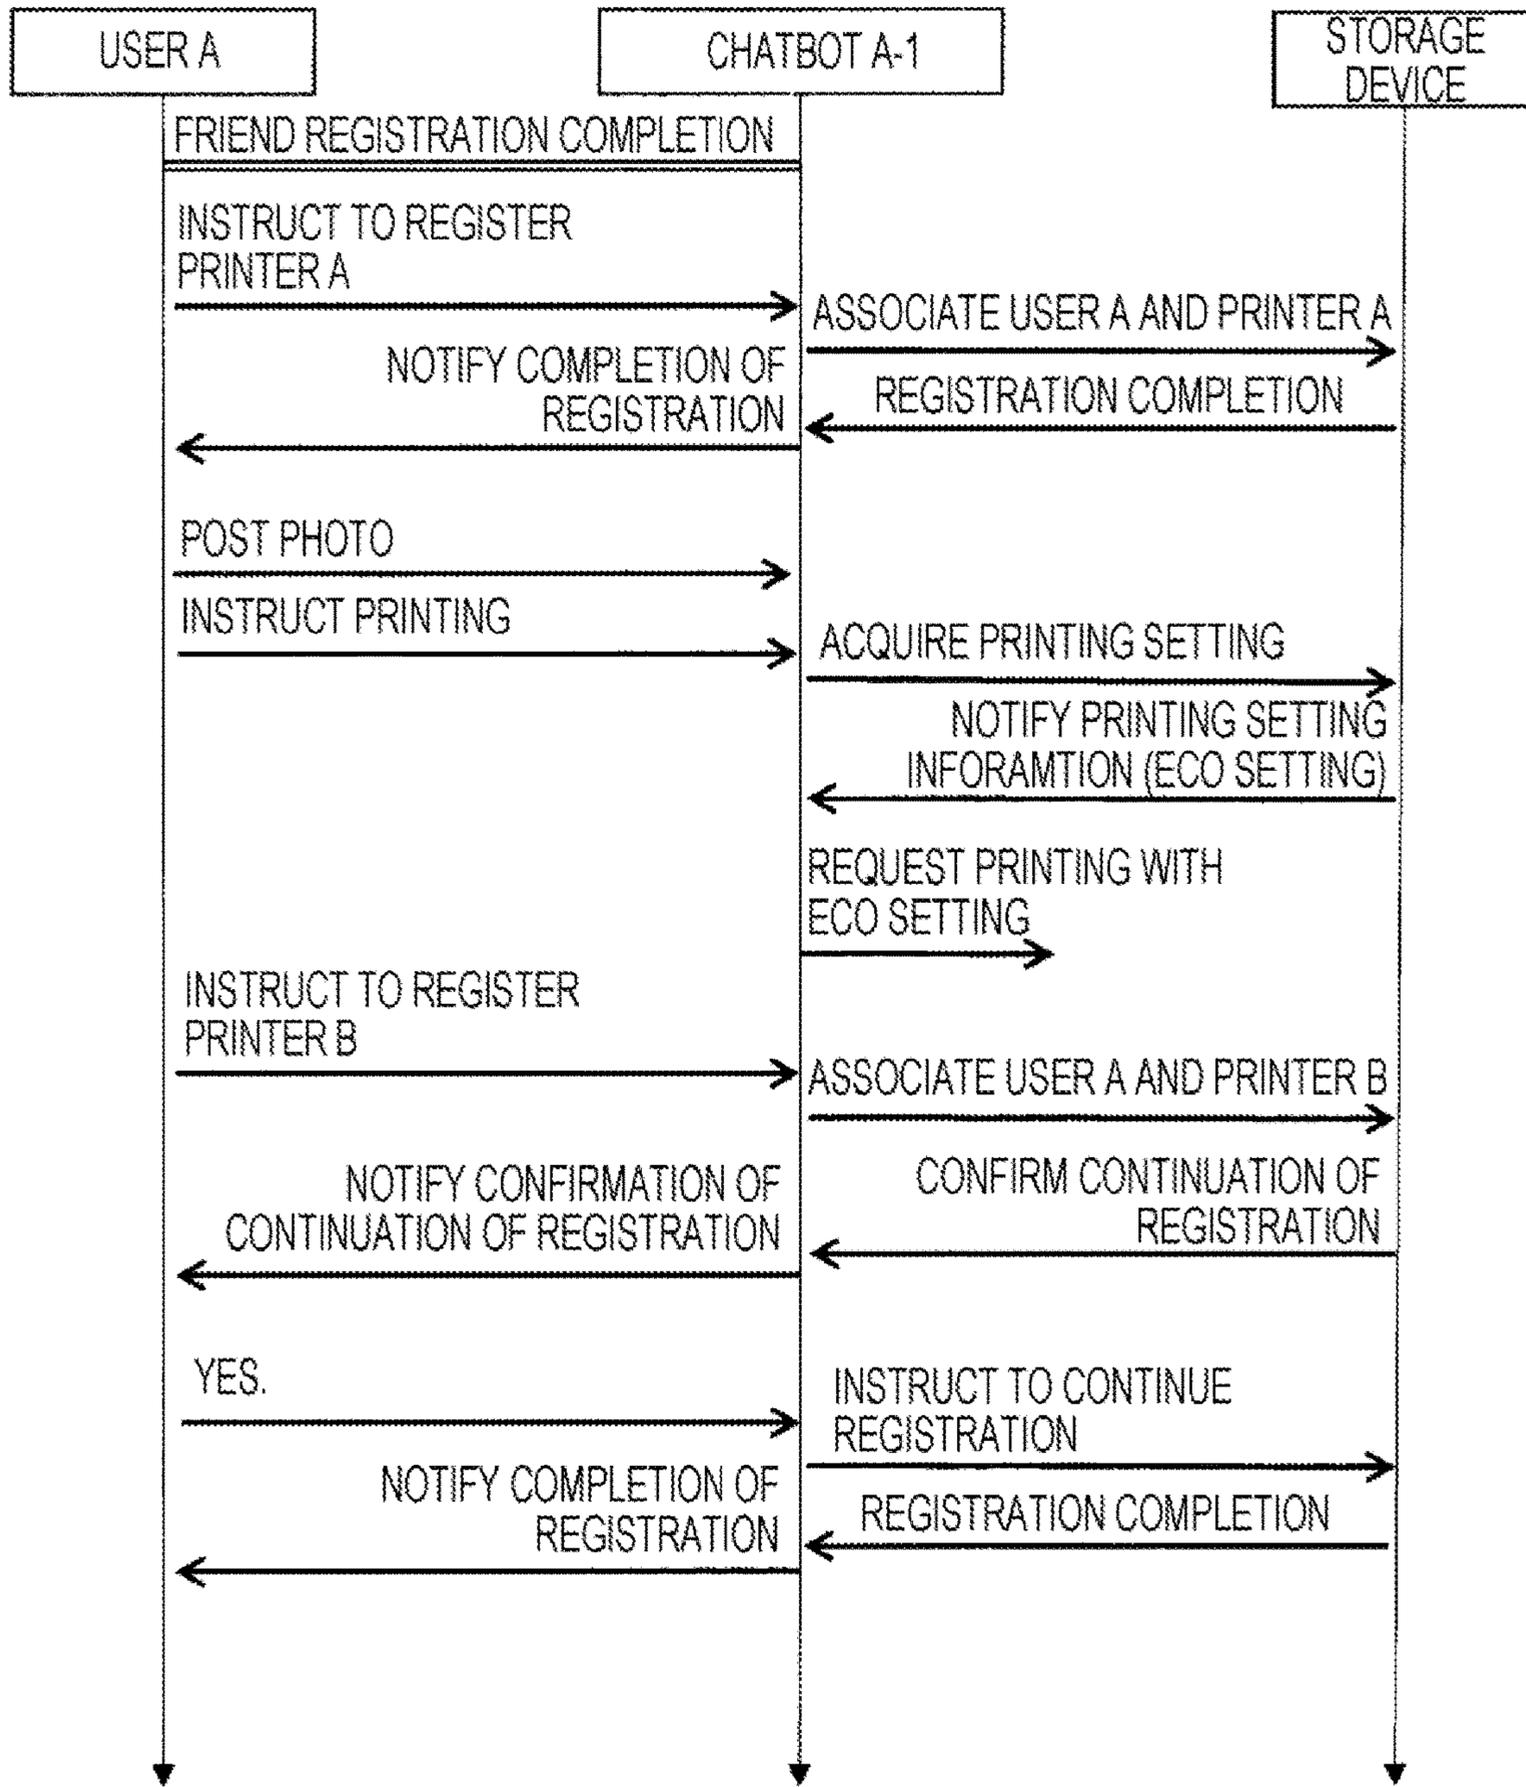 USER A
CHATBOT A-1
STORAGE
DEVICE
FRIEND REGISTRATION COMPLETION
INSTRUCT TO REGISTER
PRINTER A
ASSOCIATE USER A AND PRINTER A
NOTIFY COMPLETION OF
REGISTRATION
REGISTRATION COMPLETION
POST PHOTO
INSTRUCT PRINTING
ACQUIRE PRINTING SETTING
NOTIFY PRINTING SETTING
INFORAMTION (ECO SETTING)
REQUEST PRINTING WITH
ECO SETTING
INSTRUCT TO REGISTER
PRINTER B
ASSOCIATE USER A AND PRINTER B
CONFIRM CONTINUATION OF
REGISTRATION
NOTIFY CONFIRMATION OF
CONTINUATION OF REGISTRATION
YES.
INSTRUCT TO CONTINUE
REGISTRATION
NOTIFY COMPLETION OF
REGISTRATION
REGISTRATION COMPLETION